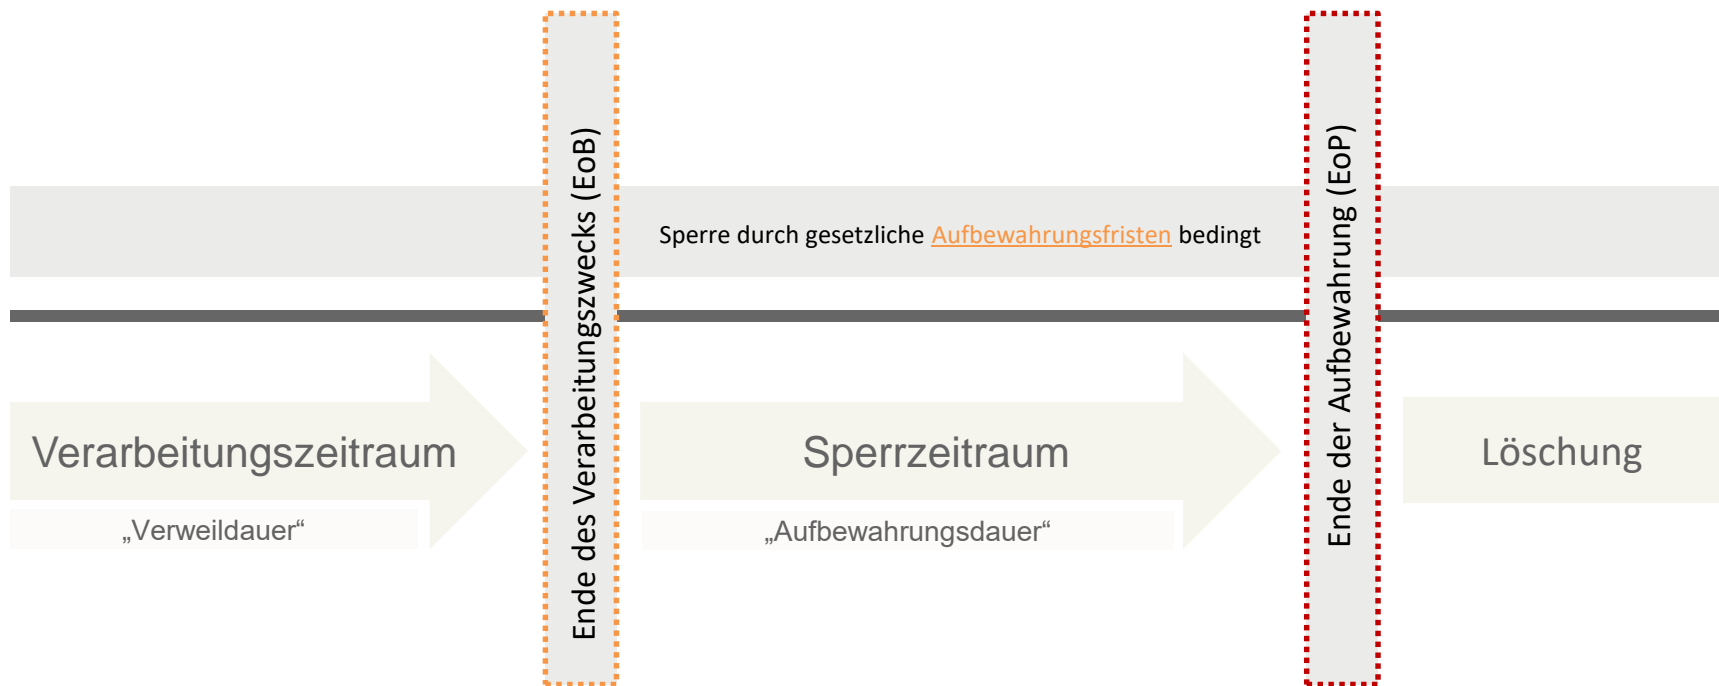 Ende des Verarbeitungszwecks (EoB)
Ende der Aufbewahrung (EoP)
Sperre durch gesetzliche Aufbewahrungsfristen bedingt
Verarbeitungszeitraum
„Verweildauer“
Sperrzeitraum
„Aufbewahrungsdauer“
Löschung